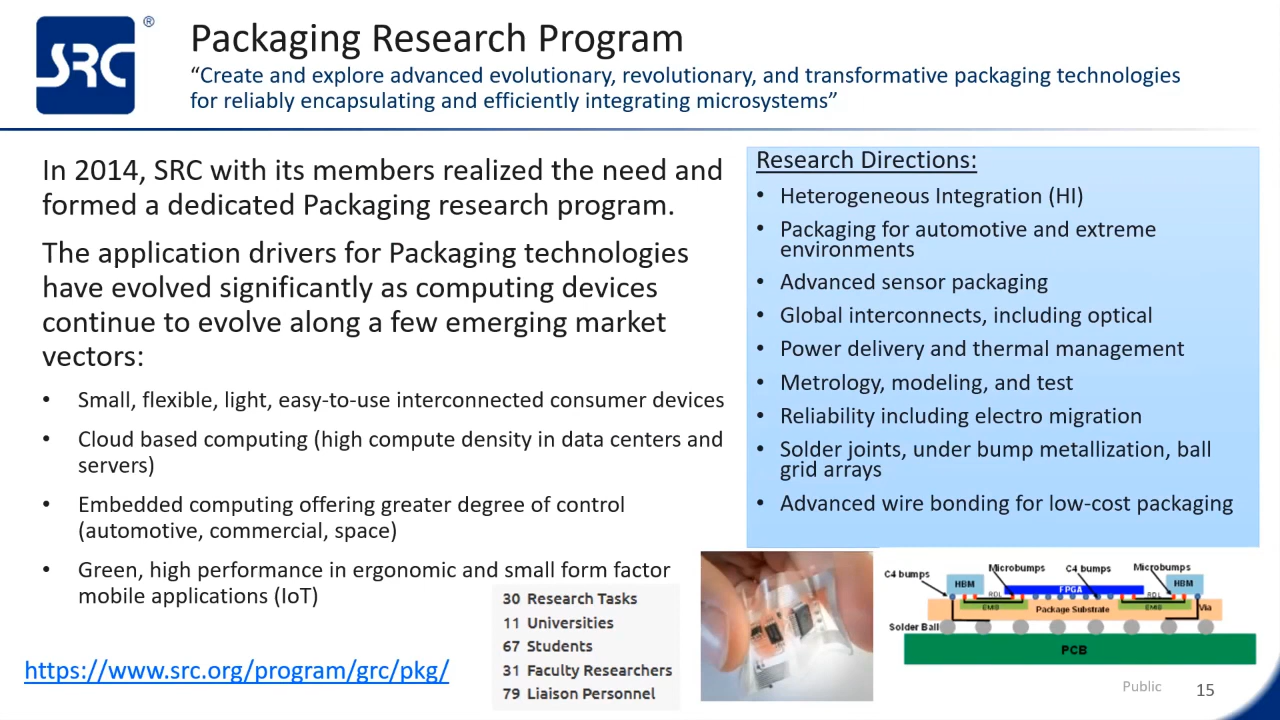 SRC ®
Packaging Research Program
“Create and explore advanced evolutionary, revolutionary, and transformative packaging technologies
for reliably encapsulating and efficiently integrating microsystems”
In 2014, SRC with its members realized the need and
formed a dedicated Packaging research program.
The application drivers for Packaging technologies
have evolved significantly as computing devices
continue to evolve along a few emerging market
vectors:
• Small, flexible, light, easy-to-use interconnected consumer devices
• Cloud based computing (high compute density in data centers and
servers)
• Embedded computing offering greater degree of control
(automotive, commercial, space)
• Green, high performance in ergonomic and small form factor
mobile applications (IoT)
30 Research Tasks
11 Universities
67 Students
31 Faculty Researchers
79 Liaison Personnel
https://www.src.org/program/grc/pkg/
Research Directions:
• Heterogeneous Integration (HI)
• Packaging for automotive and extreme
environments
• Advanced sensor packaging
• Global interconnects, including optical
• Power delivery and thermal management
• Metrology, modeling, and test
• Reliability including electro migration
• Solder joints, under bump metallization, ball
grid arrays
• Advanced wire bonding for low-cost packaging
C4 bumps Microbumps C4 bumps Microbumps
HBM FPGA HBM
RDL RDL
EMIB Package Substrate EMIB Via
Solder Ball
PCB
Public 15